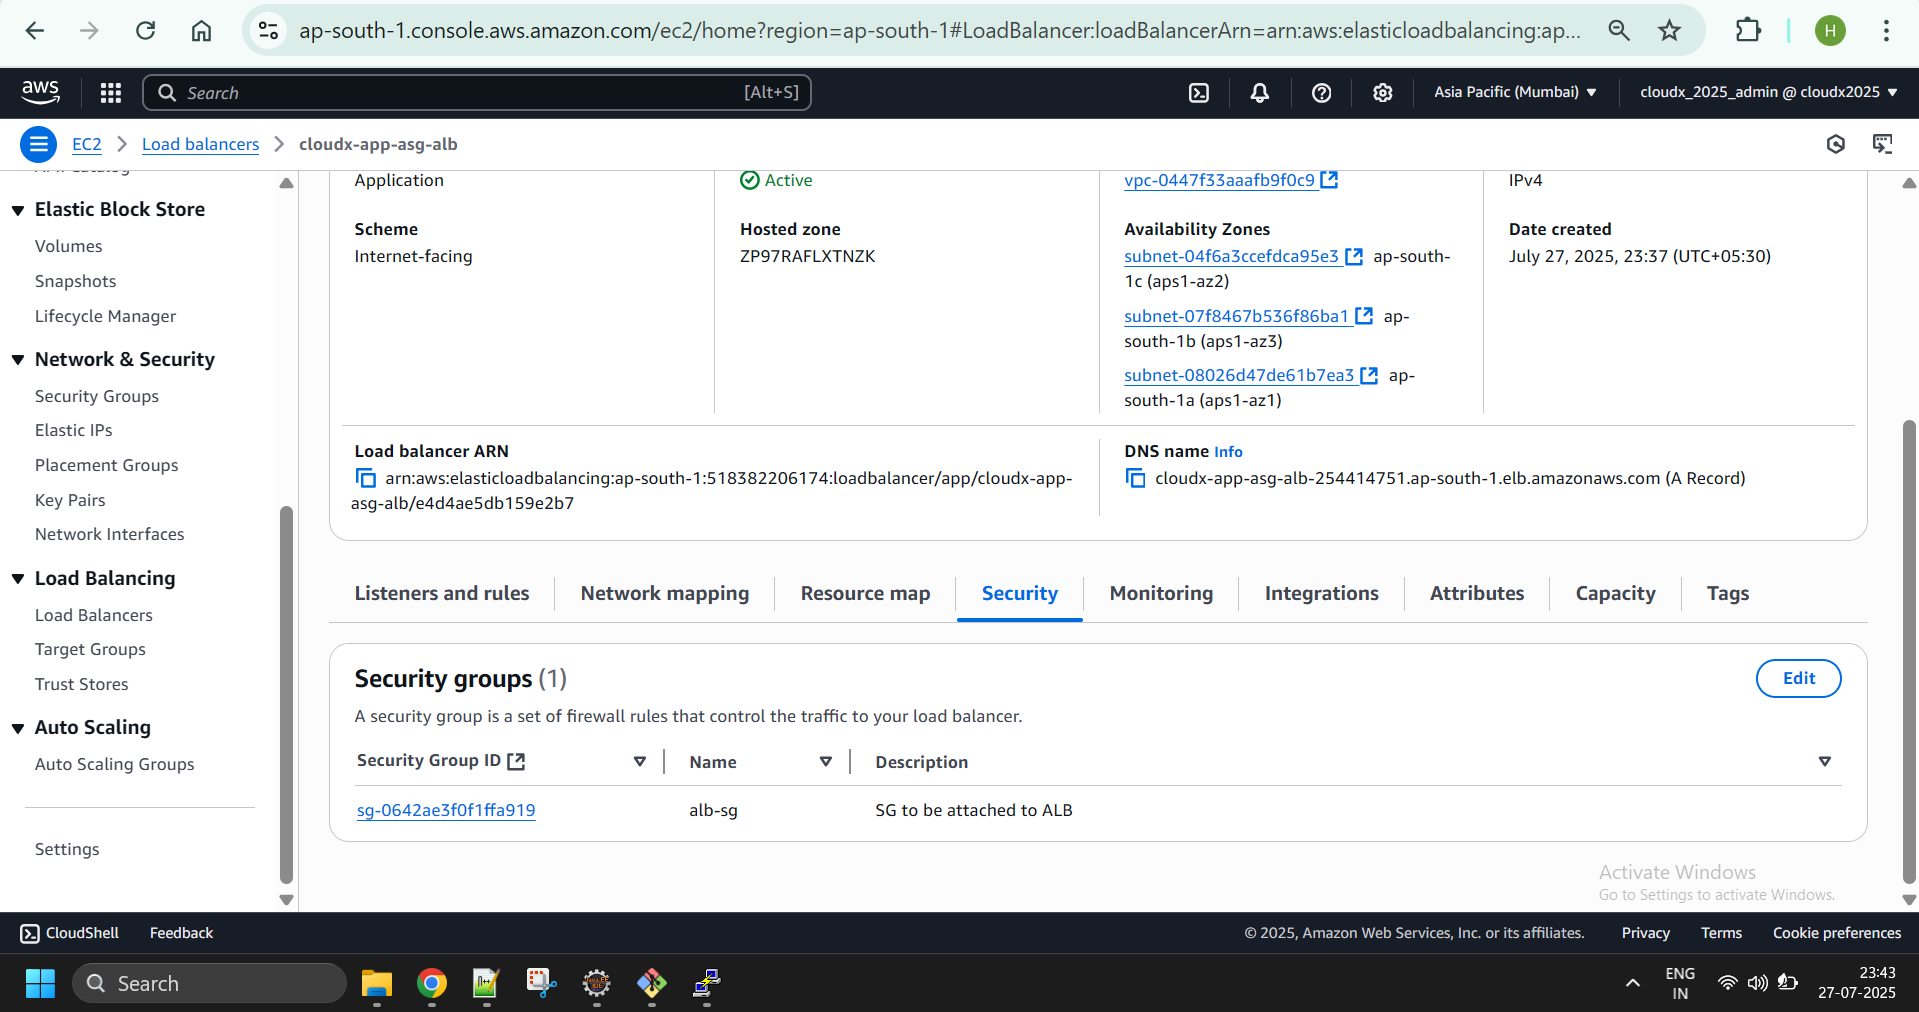 ap-south-1.console.aws.amazon.com/ec2/home?region=ap-south-1#LoadBalancer:loadBalancerArn=arn:aws:elasticloadbalancing:ap...
H
aws
Search [Alt+S]
Asia Pacific (Mumbai)
cloudx_2025_admin @ cloudx2025
EC2
Load balancers
cloudx-app-asg-alb
Elastic Block Store
Volumes
Snapshots
Lifecycle Manager
Network & Security
Security Groups
Elastic IPs
Placement Groups
Key Pairs
Network Interfaces
Load Balancing
Load Balancers
Target Groups
Trust Stores
Auto Scaling
Auto Scaling Groups
Settings
Application
Active
vpc-0447f33aaafb9f0c9
IPv4
Scheme
Internet-facing
Hosted zone
ZP97RAFLXTNZK
Availability Zones
subnet-04f6a3ccefdca95e3 ap-south-
1c (aps1-az2)
subnet-07f8467b536f86ba1 ap-
south-1b (aps1-az3)
subnet-08026d47de61b7ea3 ap-
south-1a (aps1-az1)
Date created
July 27, 2025, 23:37 (UTC+05:30)
Load balancer ARN
arn:aws:elasticloadbalancing:ap-south-1:518382206174:loadbalancer/app/cloudx-app-
asg-alb/e4d4ae5db159e2b7
DNS name Info
cloudx-app-asg-alb-254414751.ap-south-1.elb.amazonaws.com (A Record)
Listeners and rules
Network mapping
Resource map
Security
Monitoring
Integrations
Attributes
Capacity
Tags
Security groups (1)
Edit
A security group is a set of firewall rules that control the traffic to your load balancer.
Security Group ID
Name
Description
sg-0642ae3f0f1ffa919
alb-sg
SG to be attached to ALB
Activate Windows
Go to Settings to activate Windows.
CloudShell
Feedback
© 2025, Amazon Web Services, Inc. or its affiliates.
Privacy
Terms
Cookie preferences
Search
ENG
IN
23:43
27-07-2025